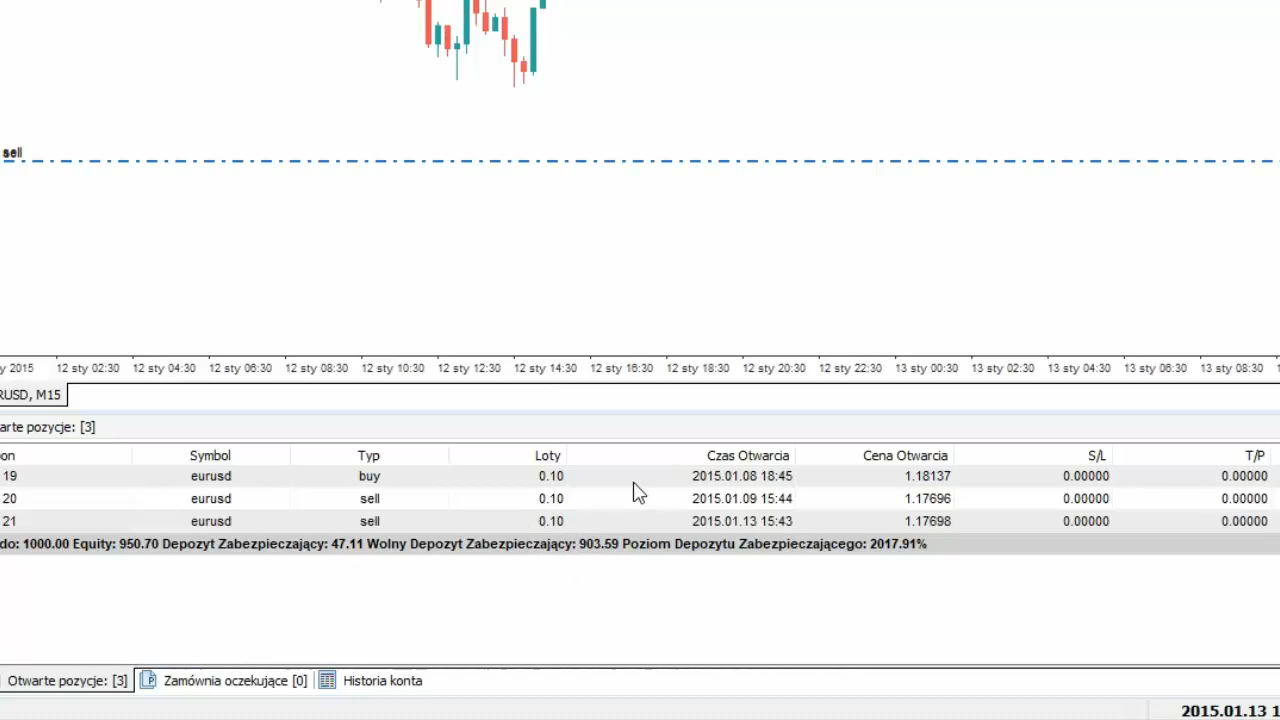 sell
y 2015 12 sty 02:30 12 sty 04:30 12 sty 06:30 12 sty 08:30 12 sty 10:30 12 sty 12:30 12 sty 14:30 12 sty 16:30 12 sty 18:30 12 sty 20:30 12 sty 22:30 13 sty 00:30 13 sty 02:30 13 sty 04:30 13 sty 06:30 13 sty 08:30 1
RUSD, M15
arte pozycje: [3]
on Symbol Typ Loty Czas Otwarcia Cena Otwarcia S/L T/P
19 eurusd buy 0.10 2015.01.08 18:45 1.18137 0.00000 0.00000
20 eurusd sell 0.10 2015.01.09 15:44 1.17696 0.00000 0.00000
21 eurusd sell 0.10 2015.01.13 15:43 1.17698 0.00000 0.00000
do: 1000.00 Equity: 950.70 Depozyt Zabezpieczający: 47.11 Wolny Depozyt Zabezpieczający: 903.59 Poziom Depozytu Zabezpieczającego: 2017.91%
Otwarte pozycje: [3] Zamównia oczekujące [0] Historia konta
2015.01.13 1